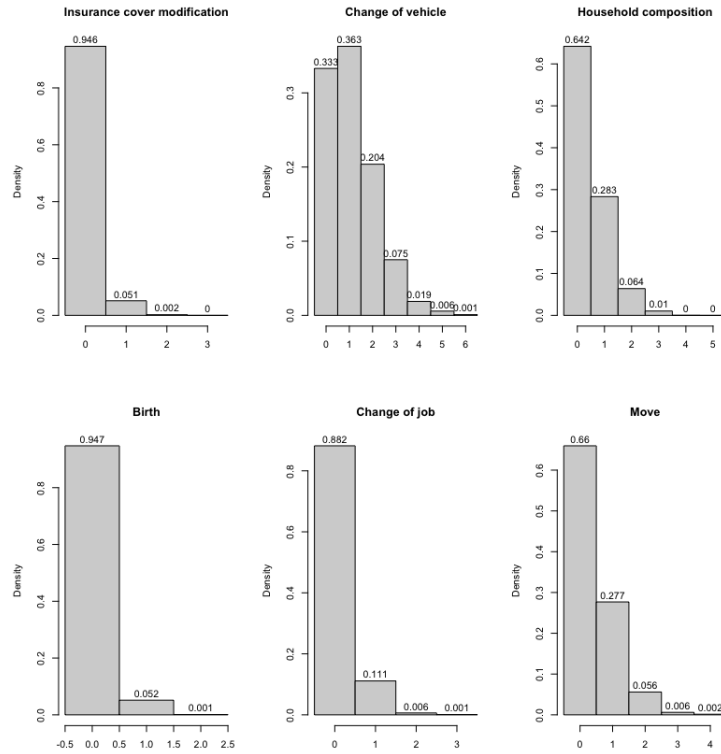 Insurance cover modification
Density
0.0 0.2 0.4 0.6 0.8
0.946
0.051
0.002
0
0 1 2 3
Change of vehicle
Density
0.0 0.1 0.2 0.3
0.333
0.363
0.204
0.075
0.019
0.006
0.001
0 1 2 3 4 5 6
Household composition
Density
0.0 0.1 0.2 0.3 0.4 0.5 0.6
0.642
0.283
0.064
0.01
0
0
0 1 2 3 4 5
Birth
Density
0.0 0.2 0.4 0.6 0.8
0.947
0.052
0.001
-0.5 0.0 0.5 1.0 1.5 2.0 2.5
Change of job
Density
0.0 0.2 0.4 0.6 0.8
0.882
0.111
0.006
0.001
0 1 2 3
Move
Density
0.0 0.1 0.2 0.3 0.4 0.5 0.6
0.66
0.277
0.056
0.006
0.002
0 1 2 3 4